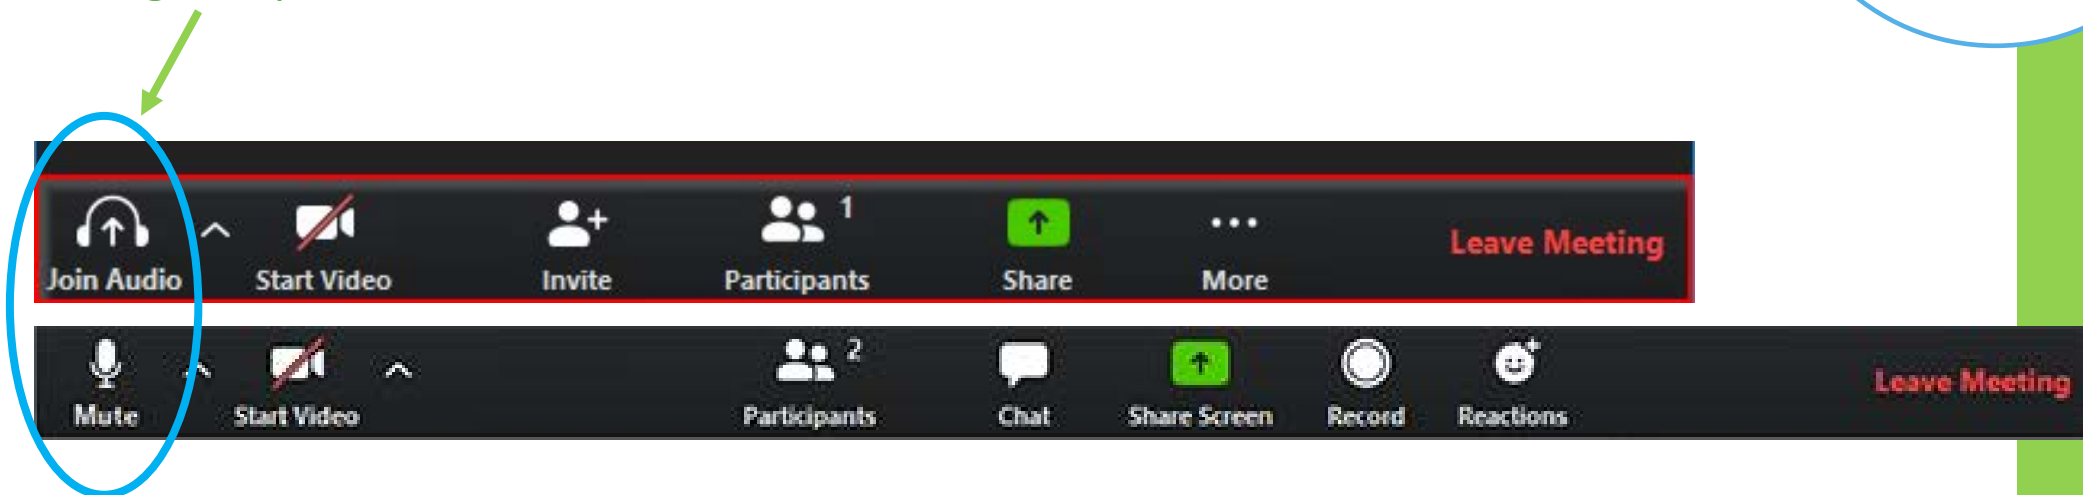 1
Join Audio Start Video Invite Participants Share More Leave Meeting
2
Mute Start Video Participants Chat Share Screen Record Reactions Leave Meeting